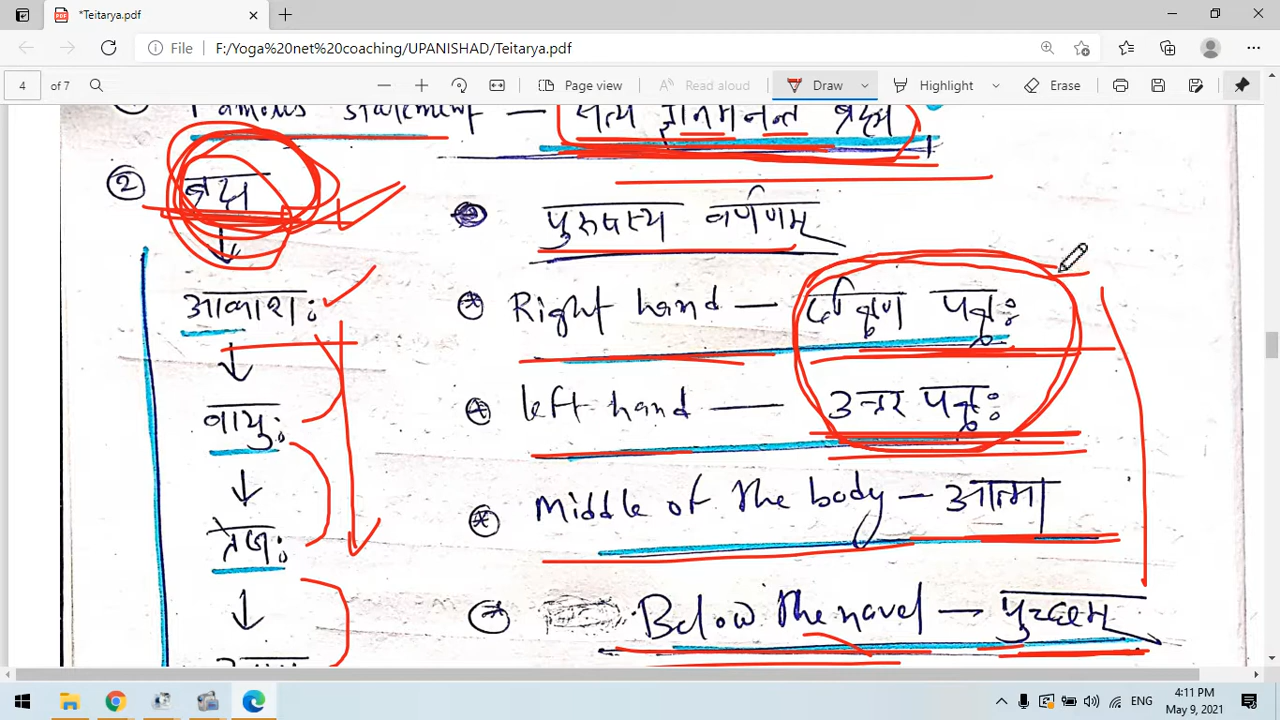 *Teitarya.pdf
File F:/Yoga%20net%20coaching/UPANISHAD/Teitarya.pdf
4 of 7 Page view Read aloud Draw Highlight Erase
Famous statement — सत्य ज्ञानमनन्त ब्रह्म
② ब्रह्म
पुरुषस्य वर्णणम्
आकाशः
Right hand — दक्षिण पक्षः
वायुः
left hand — उत्तर पक्षः
Middle of the body — आत्मा
तेजः
Below the navel — पुच्छम्
ENG 4:11 PM
May 9, 2021